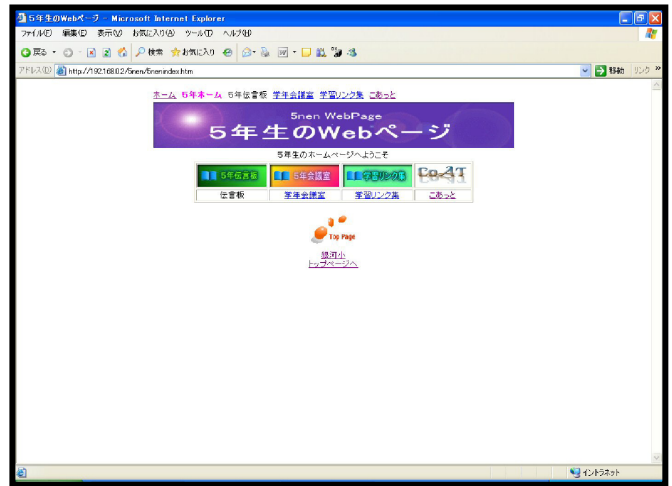 5年生のWebページ - Microsoft Internet Explorer
ファイル(F) 編集(E) 表示(V) お気に入り(A) ツール(T) ヘルプ(H)
戻る 検索 お気に入り
アドレス(D) http://192.168.0.2/5nen/5nenindex.htm 移動 リンク »
ホーム 5年ホーム 5年伝言板 学年会議室 学習リンク集 こあっと
5nen WebPage
5年生のWebページ
5年生のホームページへようこそ
5年伝言板 5年会議室 学習リンク集 Co-AT
伝言板 学年会議室 学習リンク集 こあっと
Top Page
銀河小
トップページへ
イントラネット